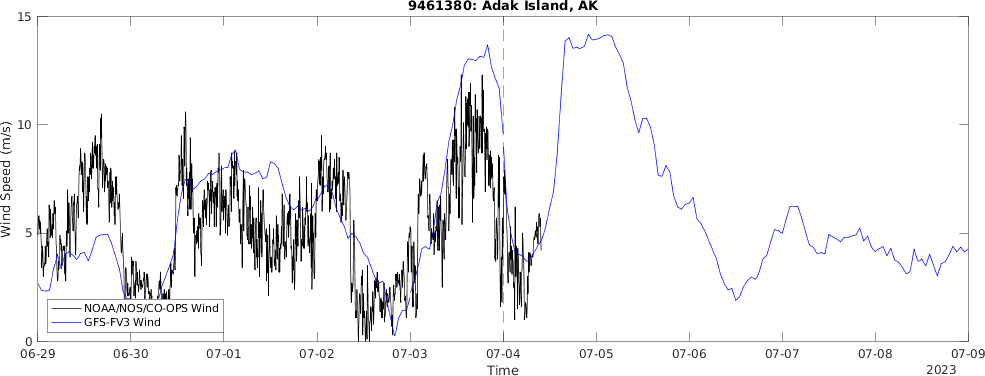 9461380: Adak Island, AK
15
10
5
0
Wind Speed (m/s)
NOAA/NOS/CO-OPS Wind
GFS-FV3 Wind
06-29 06-30 07-01 07-02 07-03 07-04 07-05 07-06 07-07 07-08 07-09
Time
2023